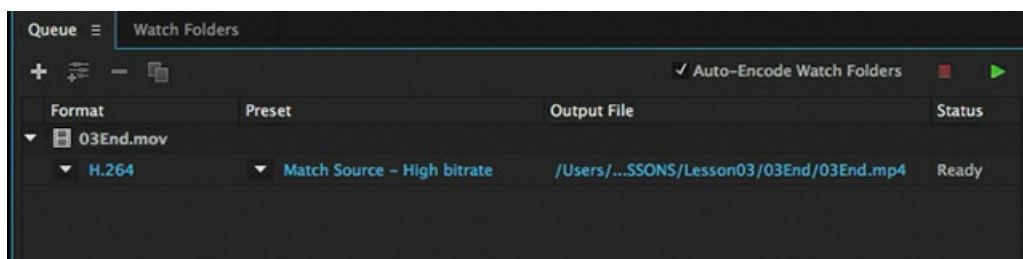 Queue Watch Folders
Auto-Encode Watch Folders
Format Preset Output File Status
03End.mov
H.264 Match Source – High bitrate /Users/...SSONS/Lesson03/03End/03End.mp4 Ready